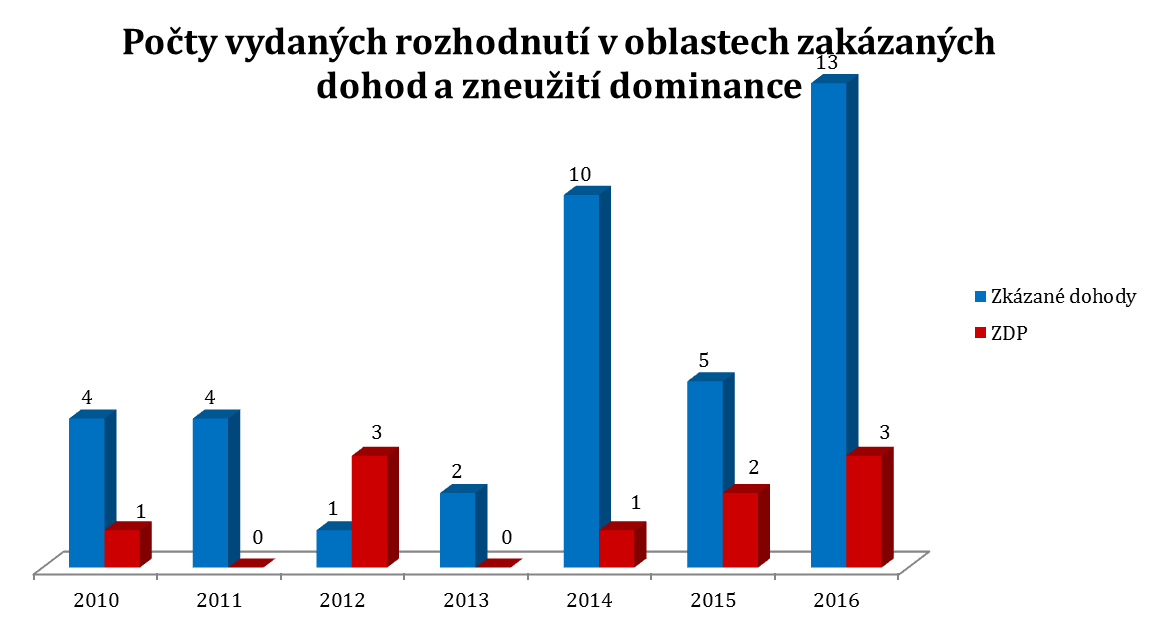 Počty vydaných rozhodnutí v oblastech zakázaných
dohod a zneužití dominance
13
10
5
4
4
3
3
2
2
1
1
1
0
0
Zkázané dohody
ZDP
2010 2011 2012 2013 2014 2015 2016